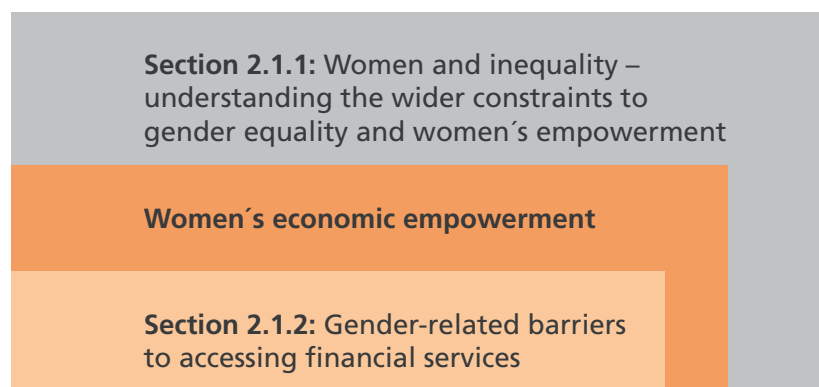 Section 2.1.1: Women and inequality –
understanding the wider constraints to
gender equality and women´s empowerment
Women´s economic empowerment
Section 2.1.2: Gender-related barriers
to accessing financial services